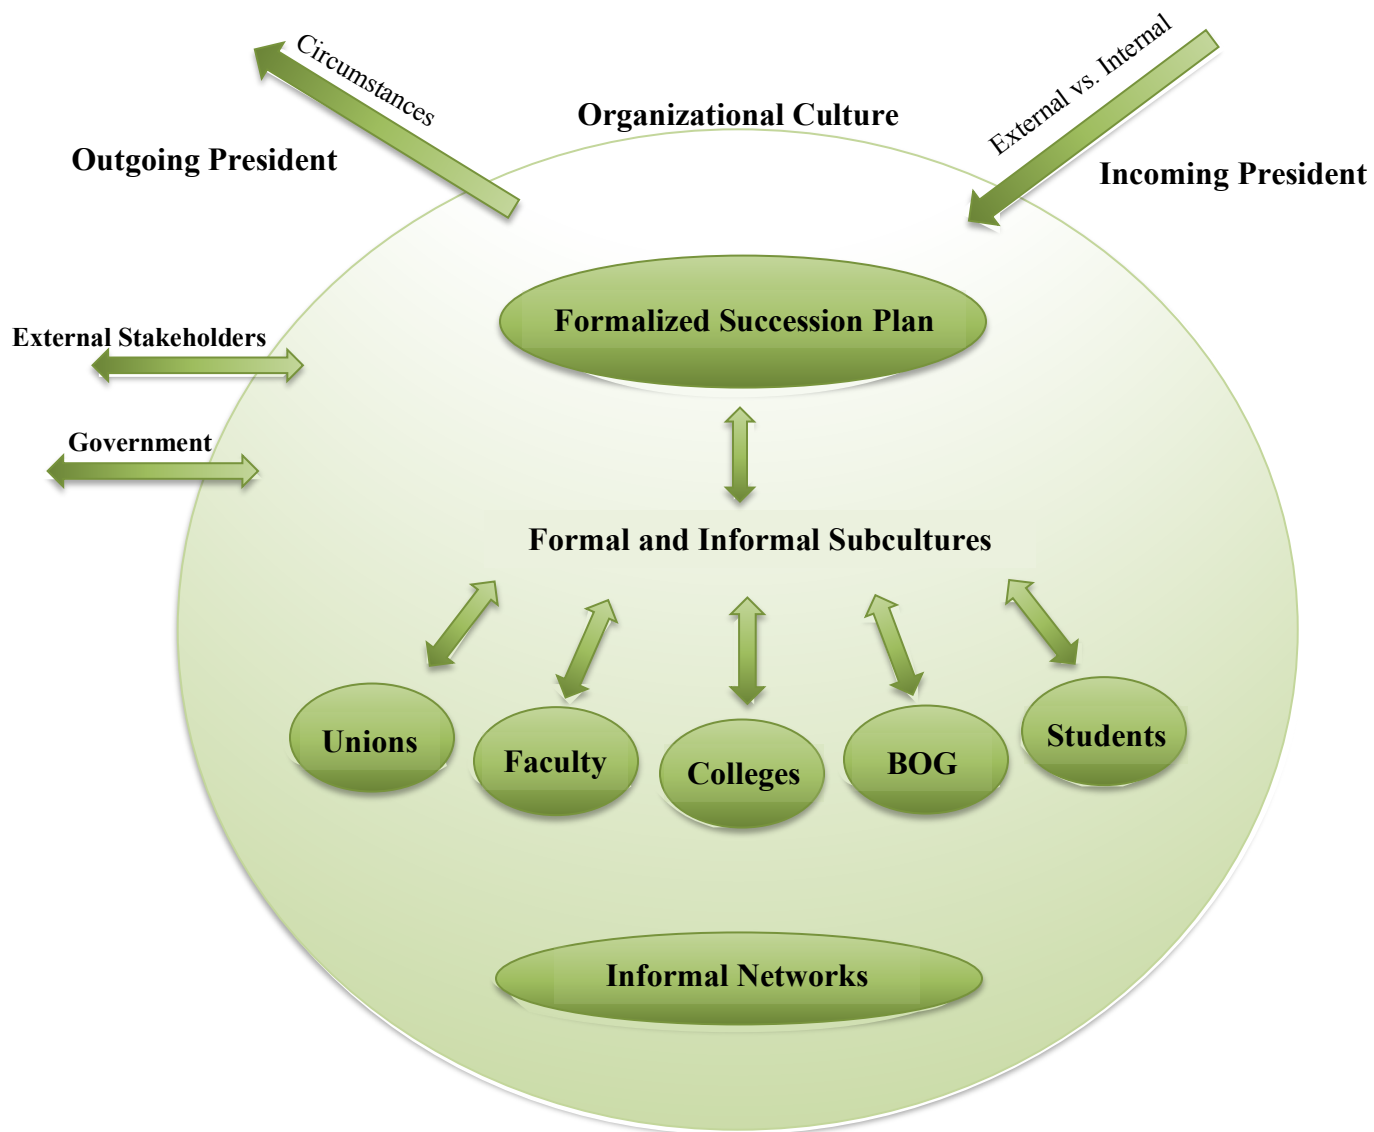 Circumstances
External vs. Internal
Organizational Culture
Outgoing President
Incoming President
Formalized Succession Plan
External Stakeholders
Government
Formal and Informal Subcultures
Unions
Faculty
Colleges
BOG
Students
Informal Networks